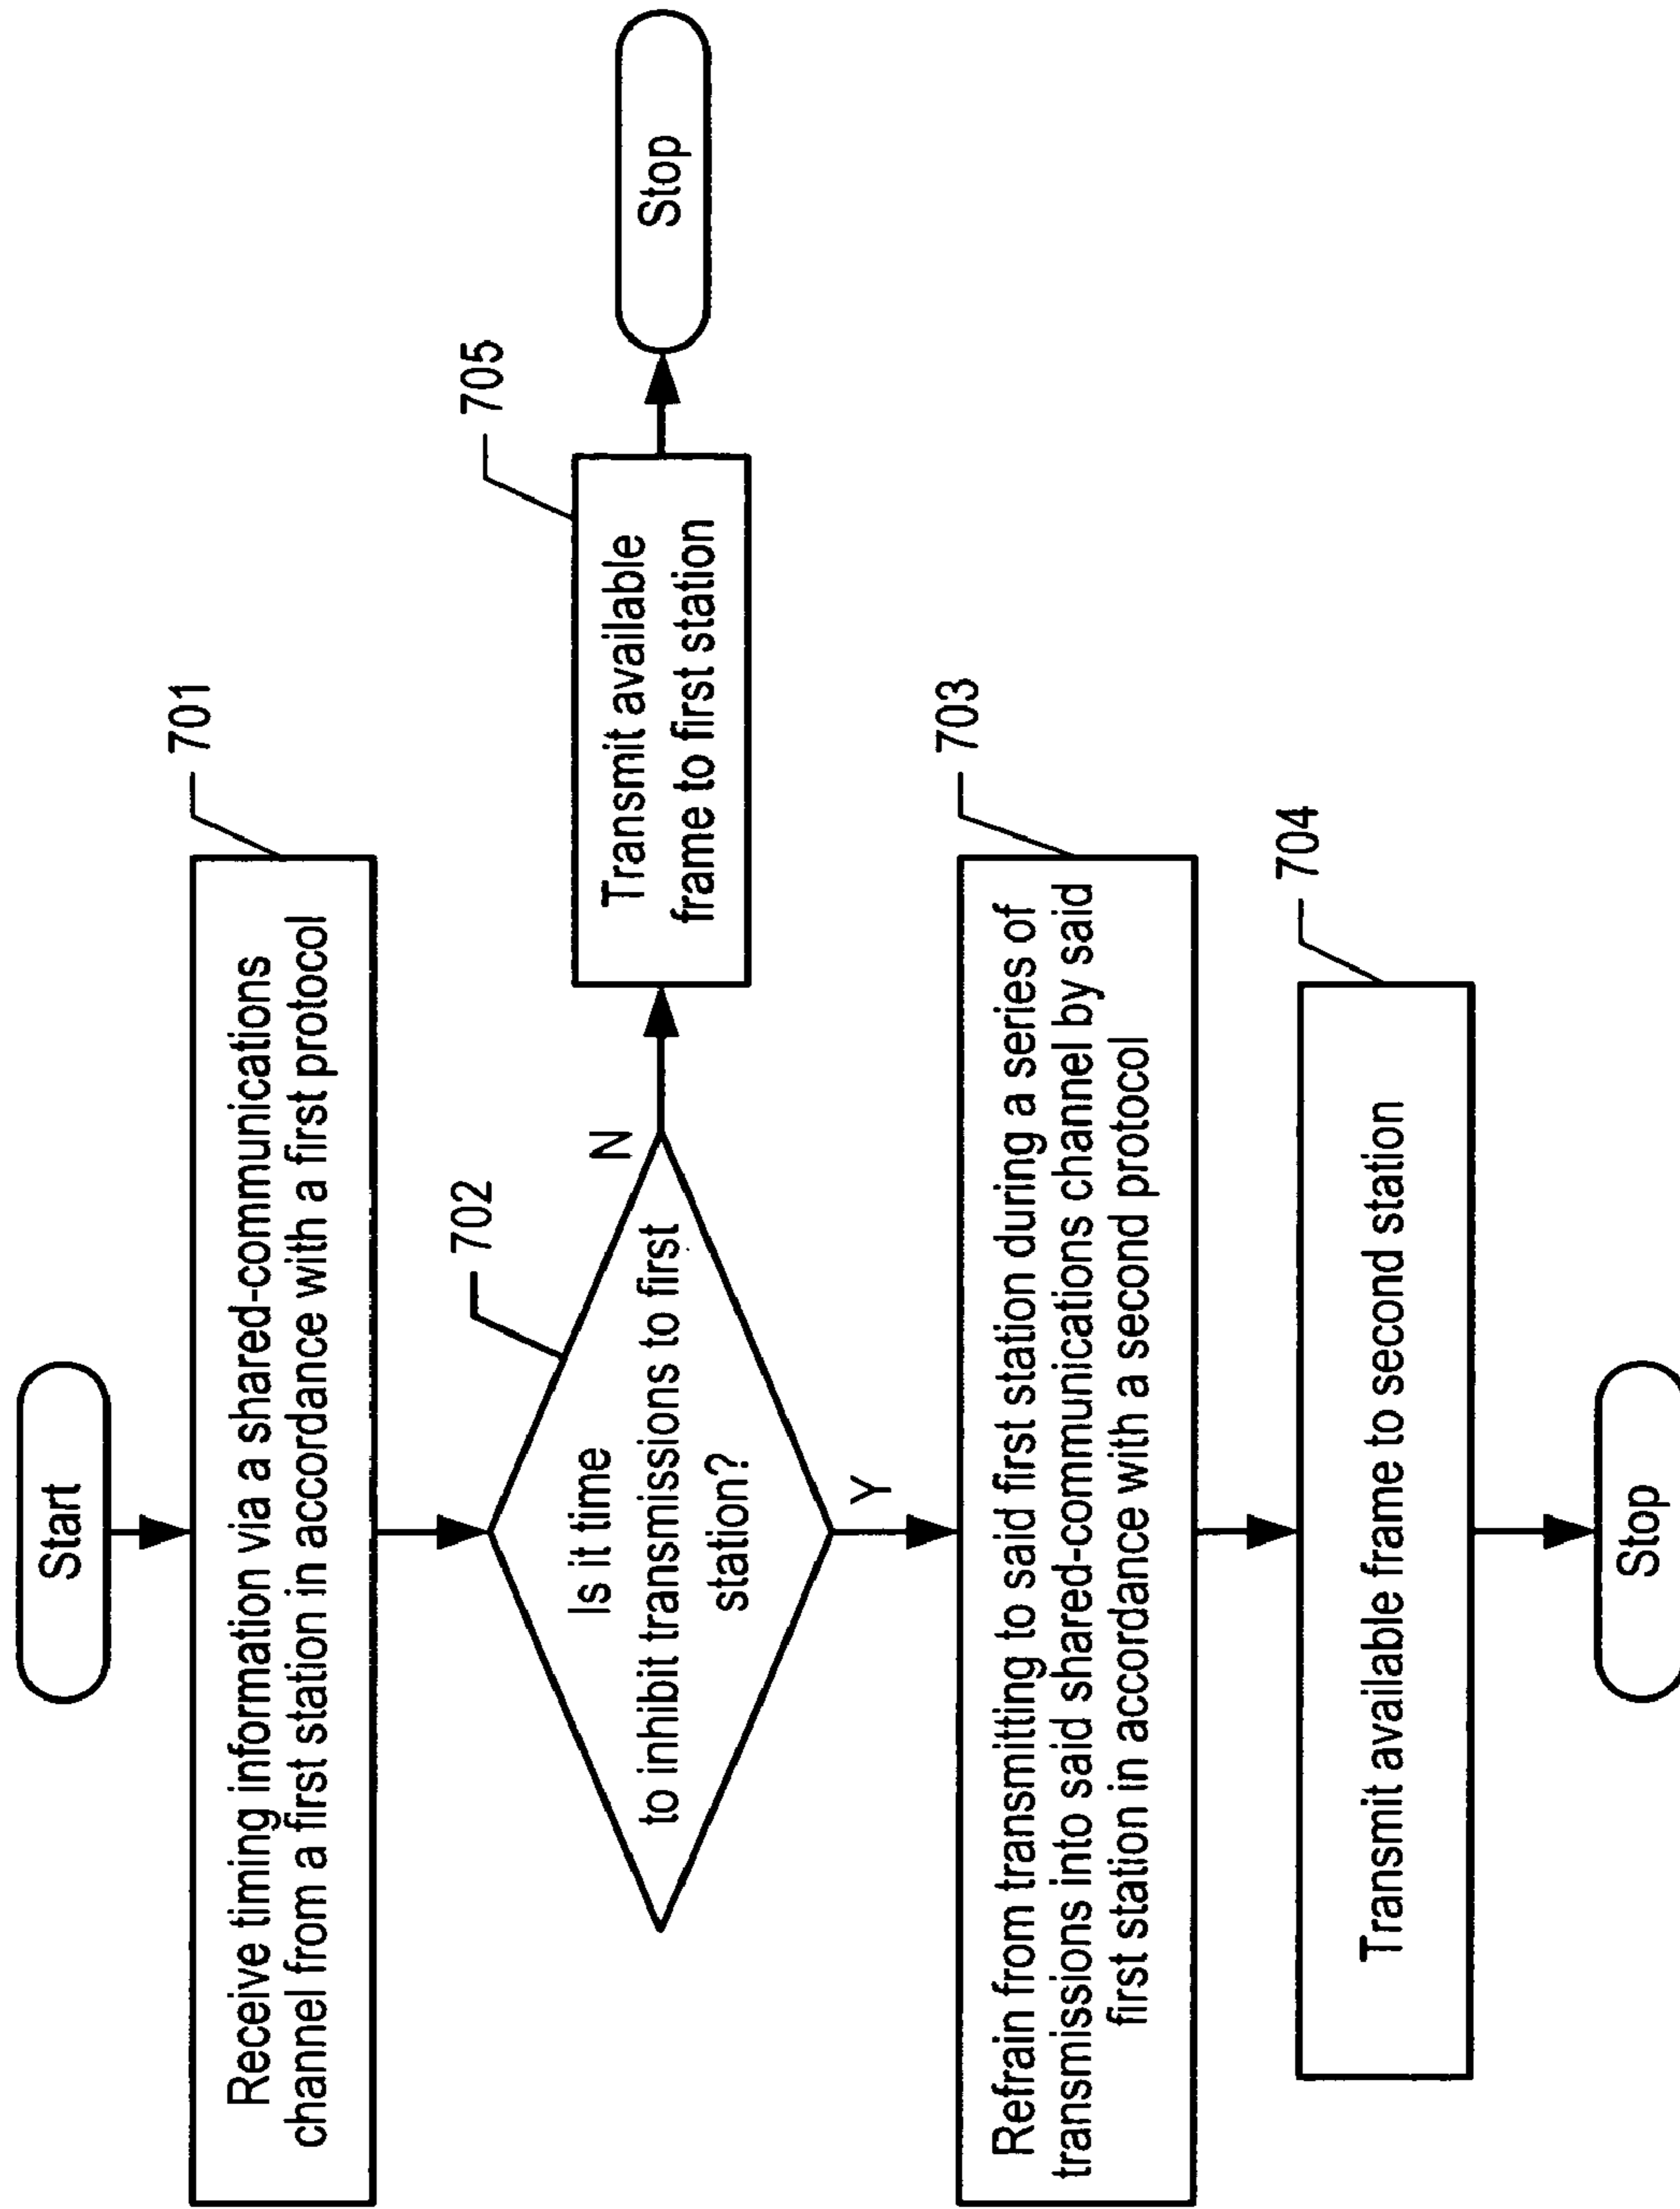 Start
701
Receive timing information via a shared-communications
channel from a first station in accordance with a first protocol
702
Is it time
to inhibit transmissions to first
station?
N
705
Transmit available
frame to first station
Stop
Y
703
Refrain from transmitting to said first station during a series of
transmissions into said shared-communications channel by said
first station in accordance with a second protocol
704
Transmit available frame to second station
Stop